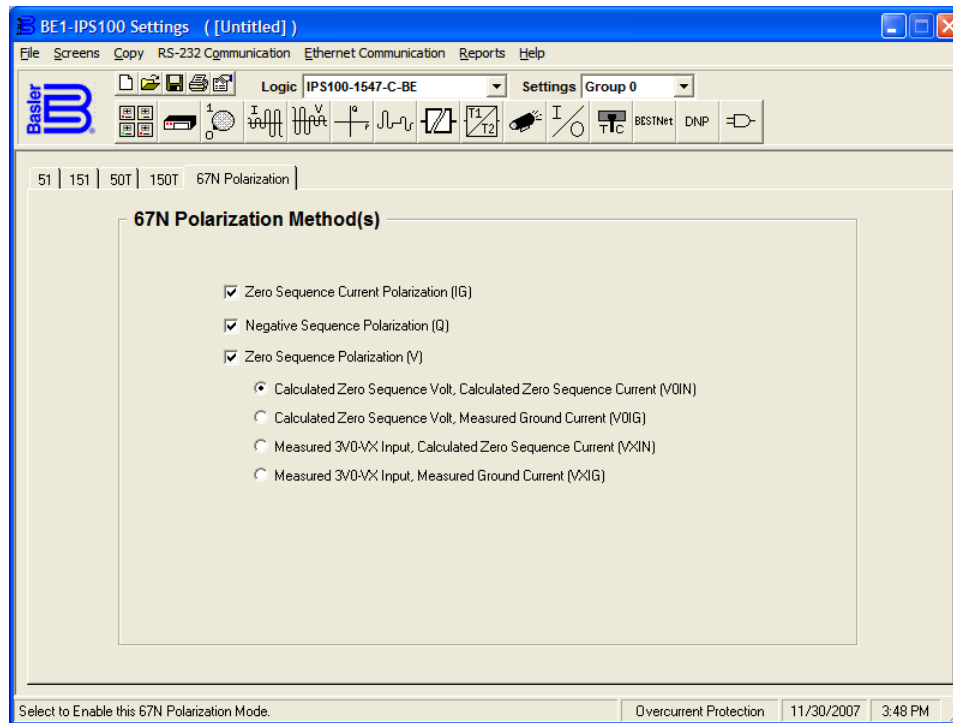 BE1-IPS100 Settings ( [Untitled] )
File Screens Copy RS-232 Communication Ethernet Communication Reports Help
Basler
Logic IPS100-1547-C-BE Settings Group 0
BESTNet DNP
51 151 50T 150T 67N Polarization
67N Polarization Method(s)
Zero Sequence Current Polarization (IG)
Negative Sequence Polarization (Q)
Zero Sequence Polarization (V)
Calculated Zero Sequence Volt, Calculated Zero Sequence Current (V0IN)
Calculated Zero Sequence Volt, Measured Ground Current (V0IG)
Measured 3V0-VX Input, Calculated Zero Sequence Current (VXIN)
Measured 3V0-VX Input, Measured Ground Current (VXIG)
Select to Enable this 67N Polarization Mode. Overcurrent Protection 11/30/2007 3:48 PM